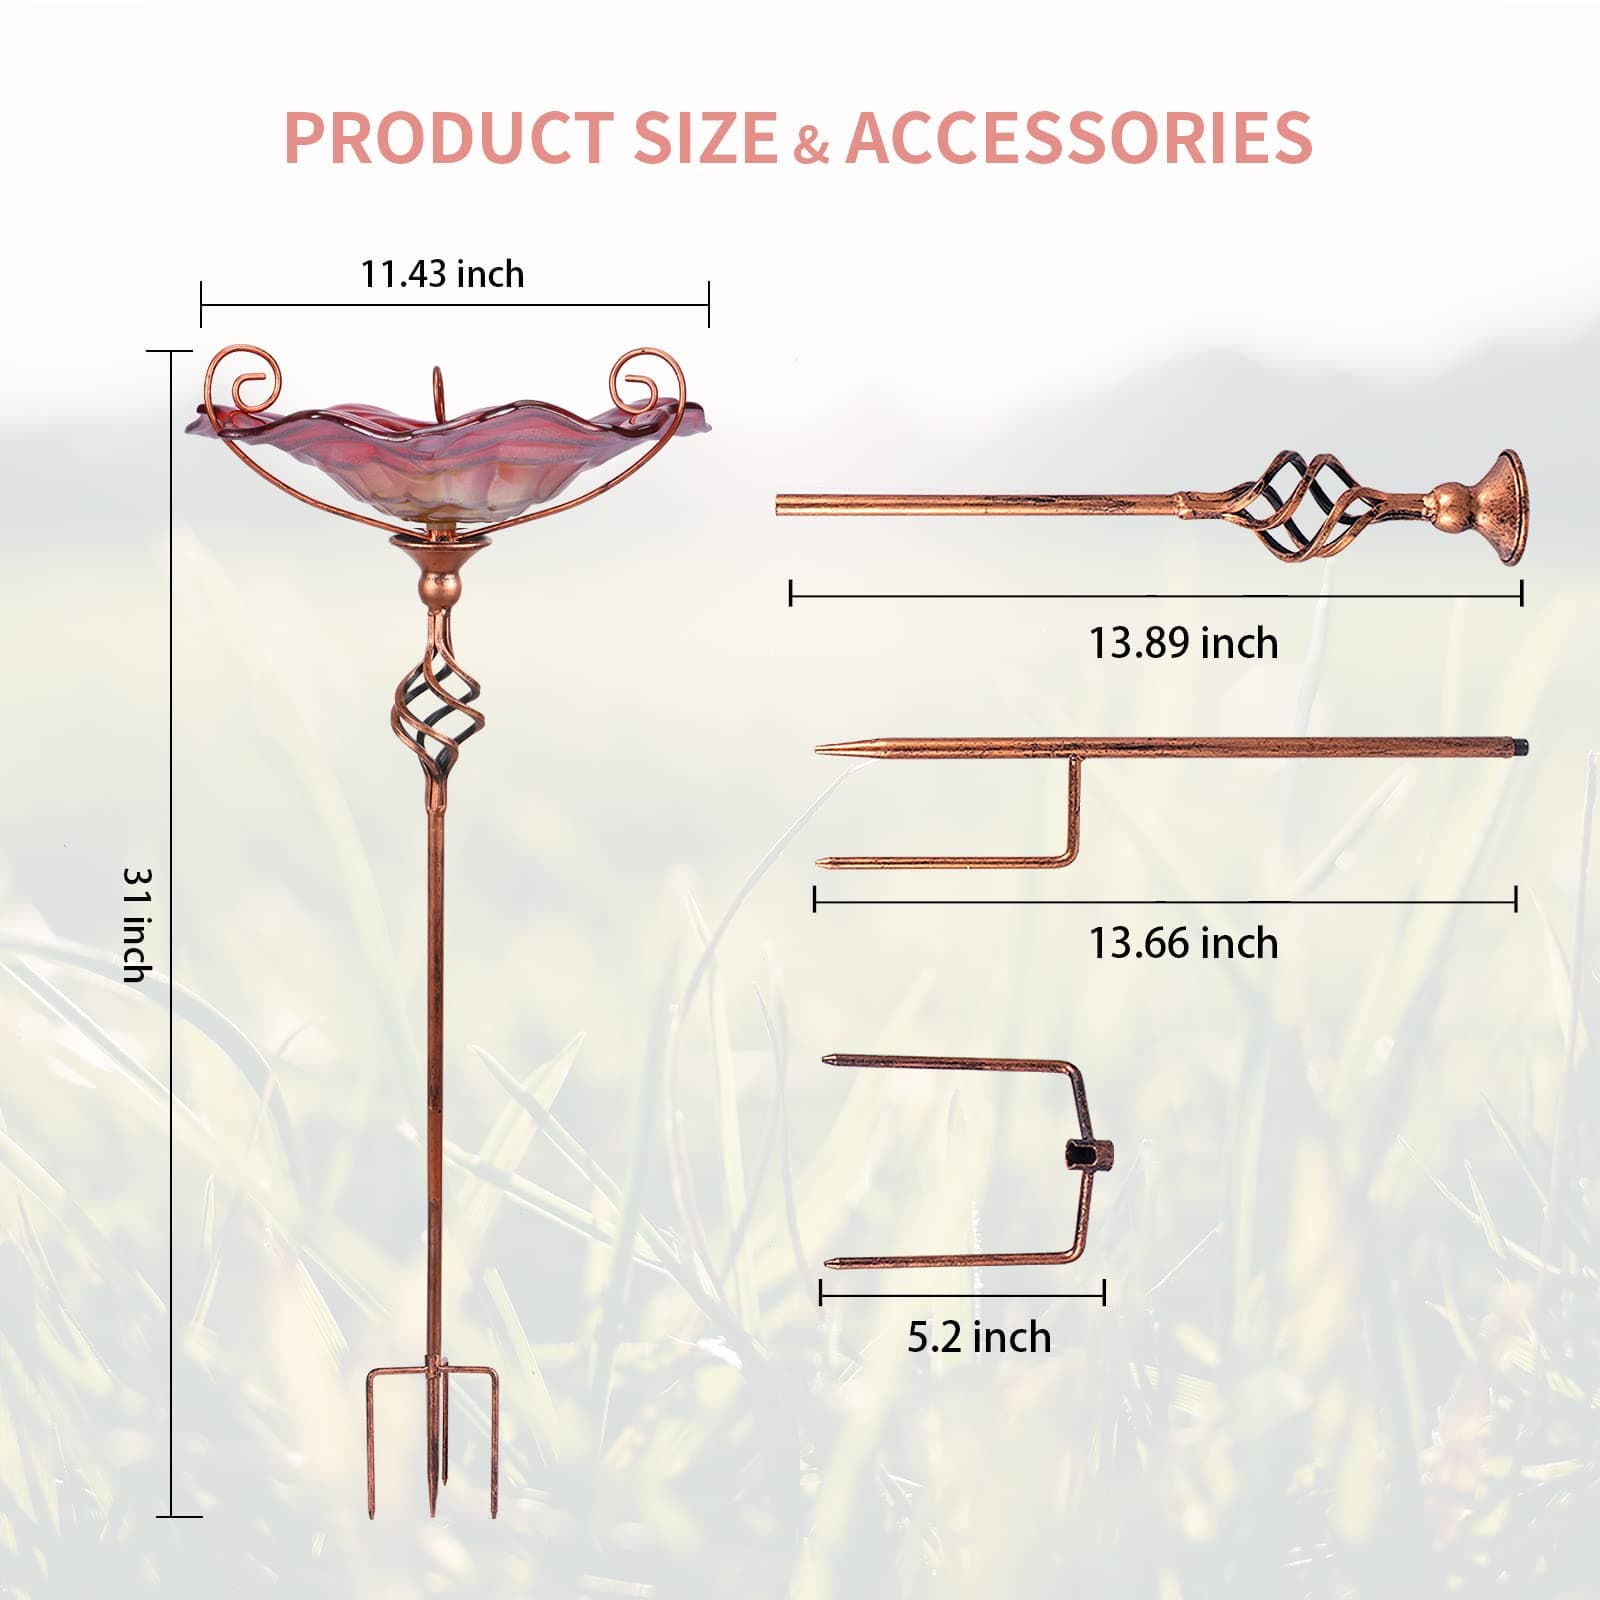 PRODUCT SIZE & ACCESSORIES
11.43 inch
31 inch
13.89 inch
13.66 inch
5.2 inch